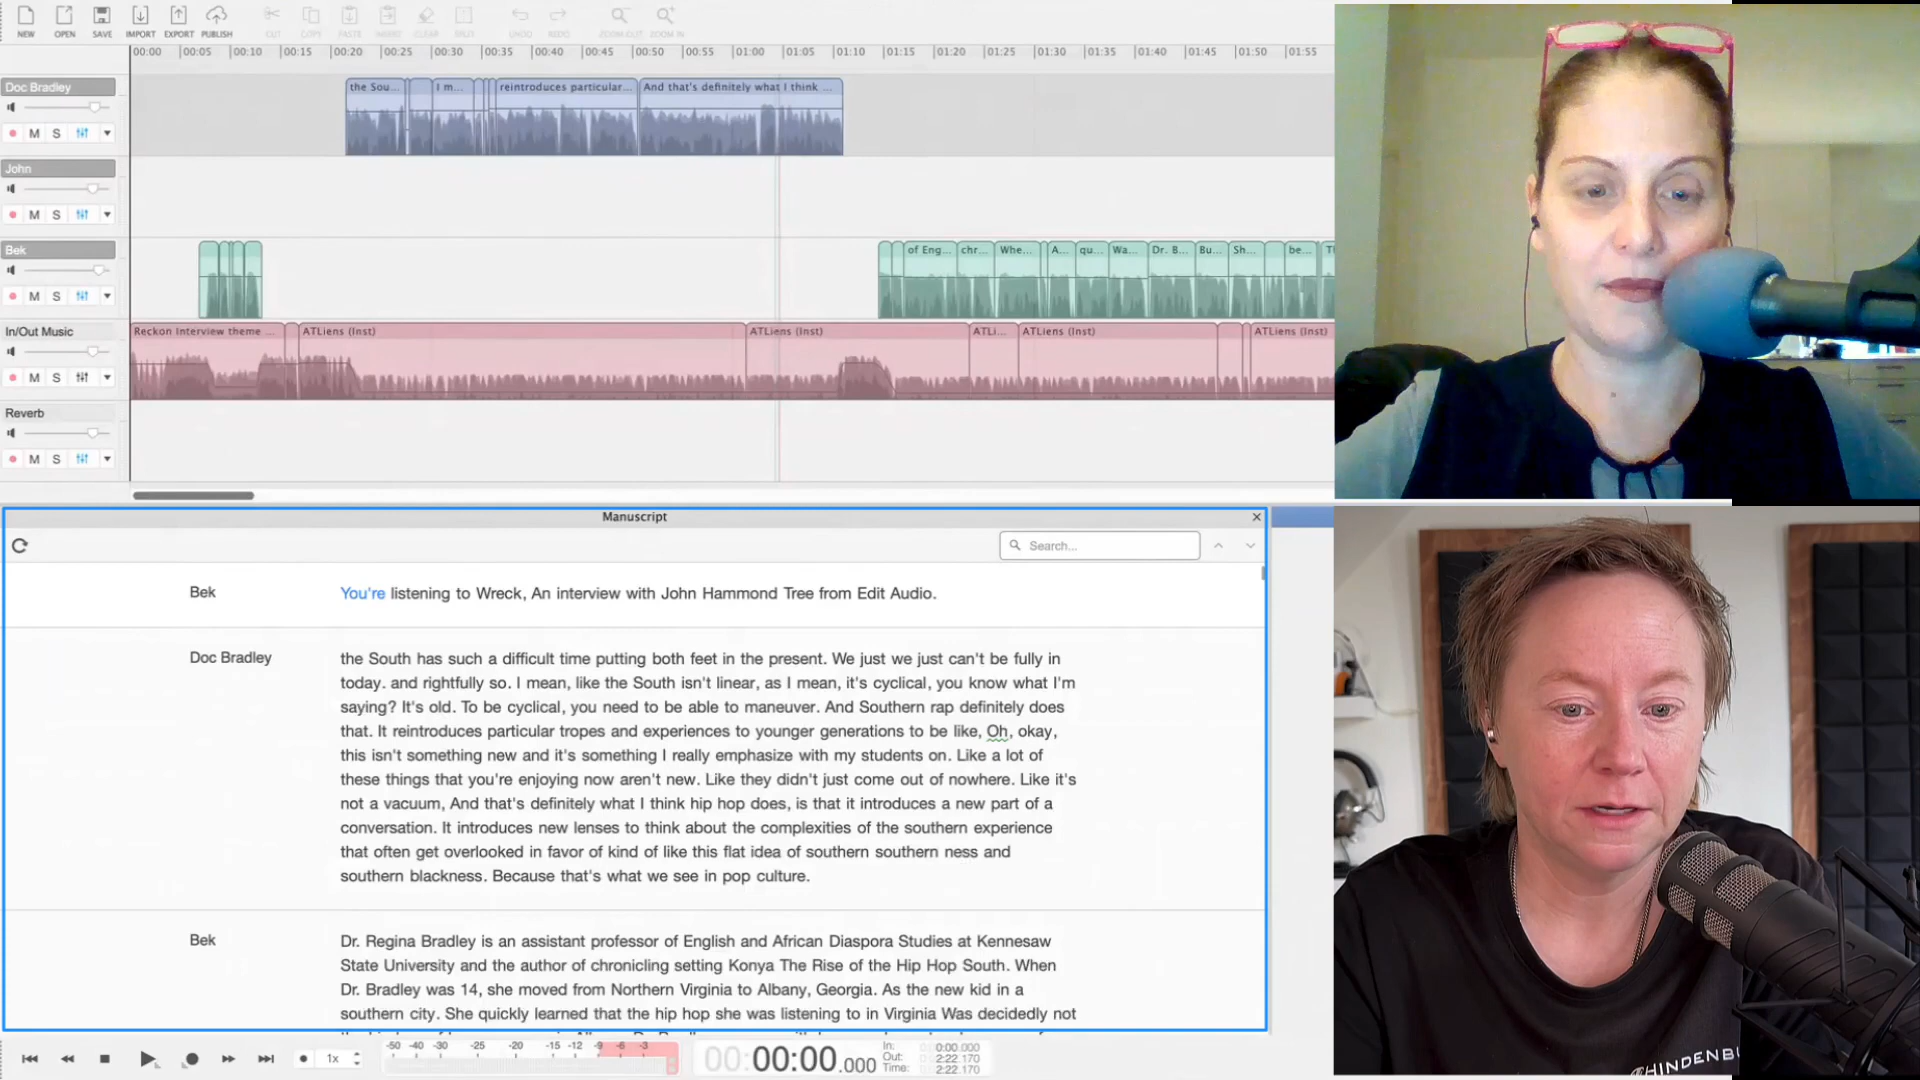 NEW OPEN SAVE IMPORT EXPORT PUBLISH CUT COPY PASTE INSERT CLEAR SPLIT UNDO REDO ZOOM OUT ZOOM IN
00:00 00:05 00:10 00:15 00:20 00:25 00:30 00:35 00:40 00:45 00:50 00:55 01:00 01:05 01:10 01:15 01:20 01:25 01:30 01:35 01:40 01:45 01:50 01:55
Doc Bradley
the Sou... I m... reintroduces particular... And that's definitely what I think ...
M S
John
M S
Bek
of Eng... chr... Whe... A... qu... Wa... Dr. B... Bu... Sh... be...
M S
In/Out Music
Reckon Interview theme ... ATLiens (Inst) ATLiens (Inst) ATLi... ATLiens (Inst) ATLiens (Inst)
M S
Reverb
M S
Manuscript
Search...
Bek
You're listening to Wreck, An interview with John Hammond Tree from Edit Audio.
Doc Bradley
the South has such a difficult time putting both feet in the present. We just we just can't be fully in
today. and rightfully so. I mean, like the South isn't linear, as I mean, it's cyclical, you know what I'm
saying? It's old. To be cyclical, you need to be able to maneuver. And Southern rap definitely does
that. It reintroduces particular tropes and experiences to younger generations to be like, Oh, okay,
this isn't something new and it's something I really emphasize with my students on. Like a lot of
these things that you're enjoying now aren't new. Like they didn't just come out of nowhere. Like it's
not a vacuum, And that's definitely what I think hip hop does, is that it introduces a new part of a
conversation. It introduces new lenses to think about the complexities of the southern experience
that often get overlooked in favor of kind of like this flat idea of southern southern ness and
southern blackness. Because that's what we see in pop culture.
Bek
Dr. Regina Bradley is an assistant professor of English and African Diaspora Studies at Kennesaw
State University and the author of chronicling setting Konya The Rise of the Hip Hop South. When
Dr. Bradley was 14, she moved from Northern Virginia to Albany, Georgia. As the new kid in a
southern city. She quickly learned that the hip hop she was listening to in Virginia Was decidedly not
1x
-50 -40 -30 -25 -20 -15 -12 -9 -6 -3
00:00:00.000
In: 0:00.000
Out: 2:22.170
Time: 2:22.170
HINDENBU